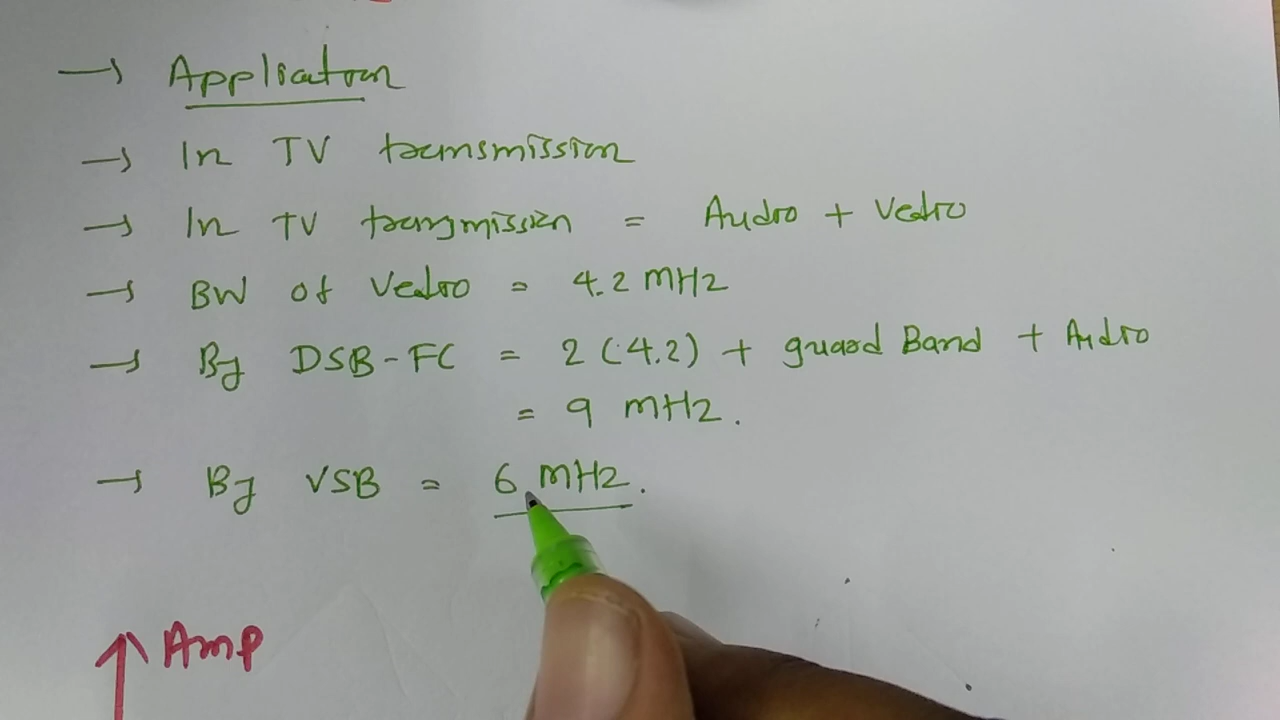 → Application
→ In TV transmission
→ In TV transmission = Audio + Vedio
→ BW of Vedio = 4.2 MHz
→ By DSB-FC = 2 (4.2) + guard Band + Audio
= 9 MHz.
→ By VSB = 6 MHz.
↑ Amp